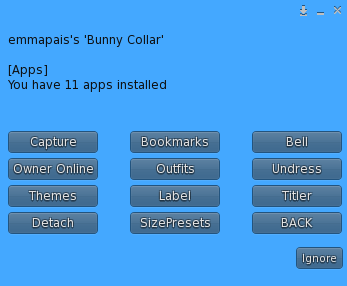 emmapais's 'Bunny Collar'
[Apps]
You have 11 apps installed
Capture Bookmarks Bell
Owner Online Outfits Undress
Themes Label Titler
Detach SizePresets BACK
Ignore